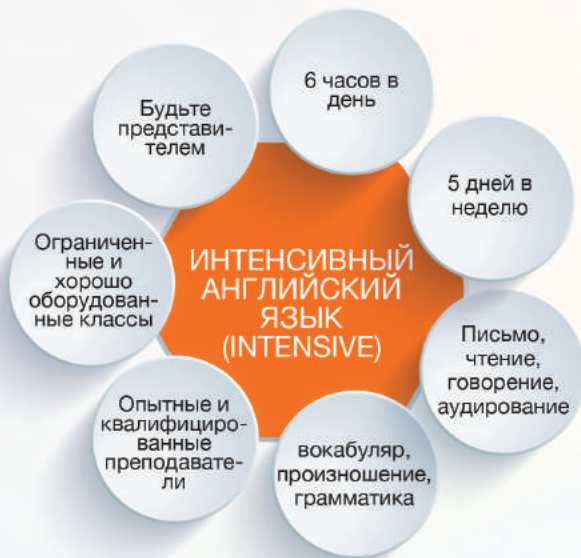 6 часов в
день
5 дней в
неделю
Письмо,
чтение,
говорение,
аудирование
вокабуляр,
произношение,
грамматика
Опытные и
квалифициро-
ванные
преподавате-
ли
Ограничен-
ные и
хорошо
оборудован-
ные классы
Будьте
представи-
телем
ИНТЕНСИВНЫЙ
АНГЛИЙСКИЙ
ЯЗЫК
(INTENSIVE)